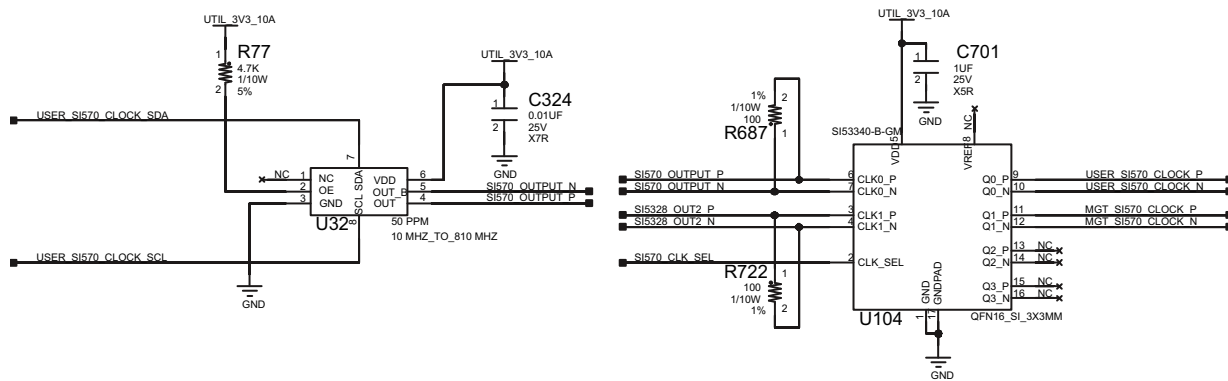 UTIL_3V3_10A
1
R77
4.7K
1/10W
2
5%
USER_SI570_CLOCK_SDA
UTIL_3V3_10A
1
C324
0.01UF
2
25V
X7R
GND
7
NC
1
NC
SDA
VDD
6
2
OE
OUT_B
5
SI570_OUTPUT_N
3
GND
SCL
OUT
4
SI570_OUTPUT_P
U32
8
50 PPM
10 MHZ_TO_810 MHZ
USER_SI570_CLOCK_SCL
GND
UTIL_3V3_10A
1
C701
1UF
2
25V
X5R
GND
1%
2
1/10W
100
R687
1
SI53340-B-GM
5
VDD
8
NC
VREF
SI570_OUTPUT_P
6
CLK0_P
Q0_P
9
USER_SI570_CLOCK_P
SI570_OUTPUT_N
7
CLK0_N
Q0_N
10
USER_SI570_CLOCK_N
SI5328_OUT2_P
3
CLK1_P
Q1_P
11
MGT_SI570_CLOCK_P
SI5328_OUT2_N
4
CLK1_N
Q1_N
12
MGT_SI570_CLOCK_N
Q2_P
13
NC
SI570_CLK_SEL
2
CLK_SEL
Q2_N
14
NC
R722
1
100
1/10W
2
1%
Q3_P
15
NC
Q3_N
16
NC
GND
GNDPAD
U104
1
17
QFN16_SI_3X3MM
GND